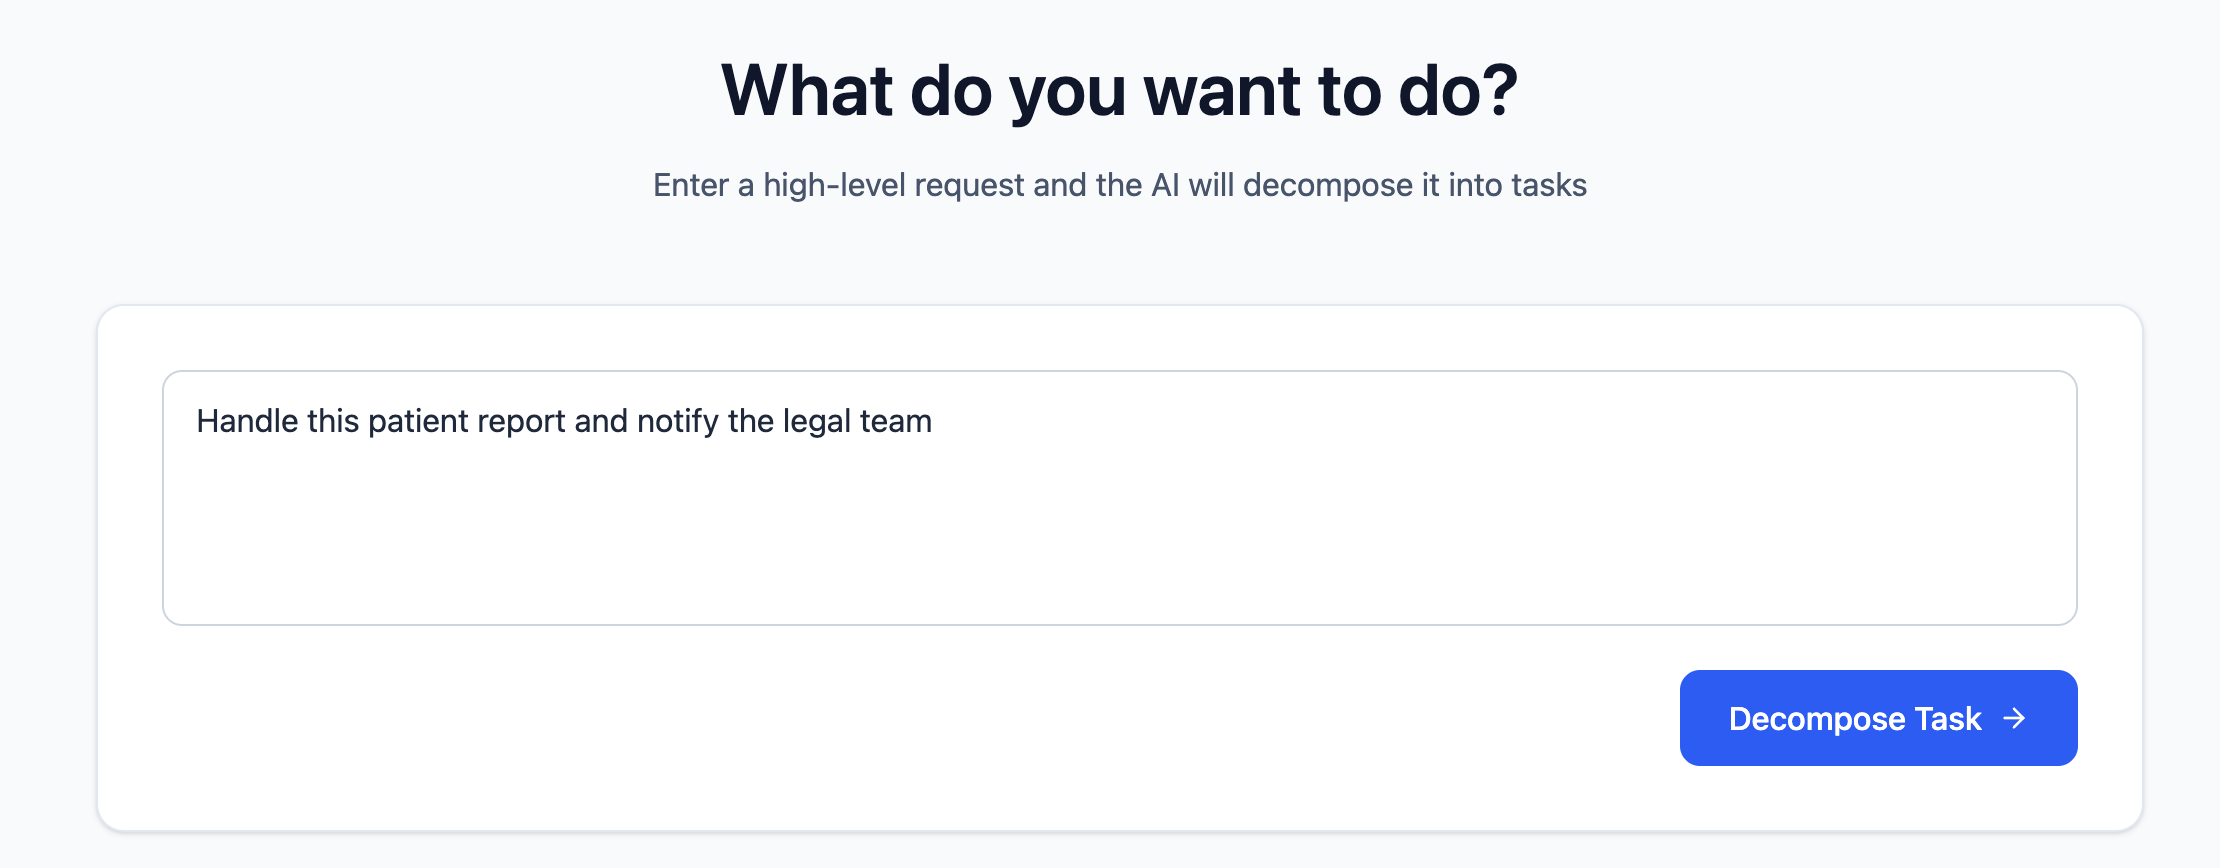 What do you want to do?
Enter a high-level request and the AI will decompose it into tasks
Handle this patient report and notify the legal team
Decompose Task →